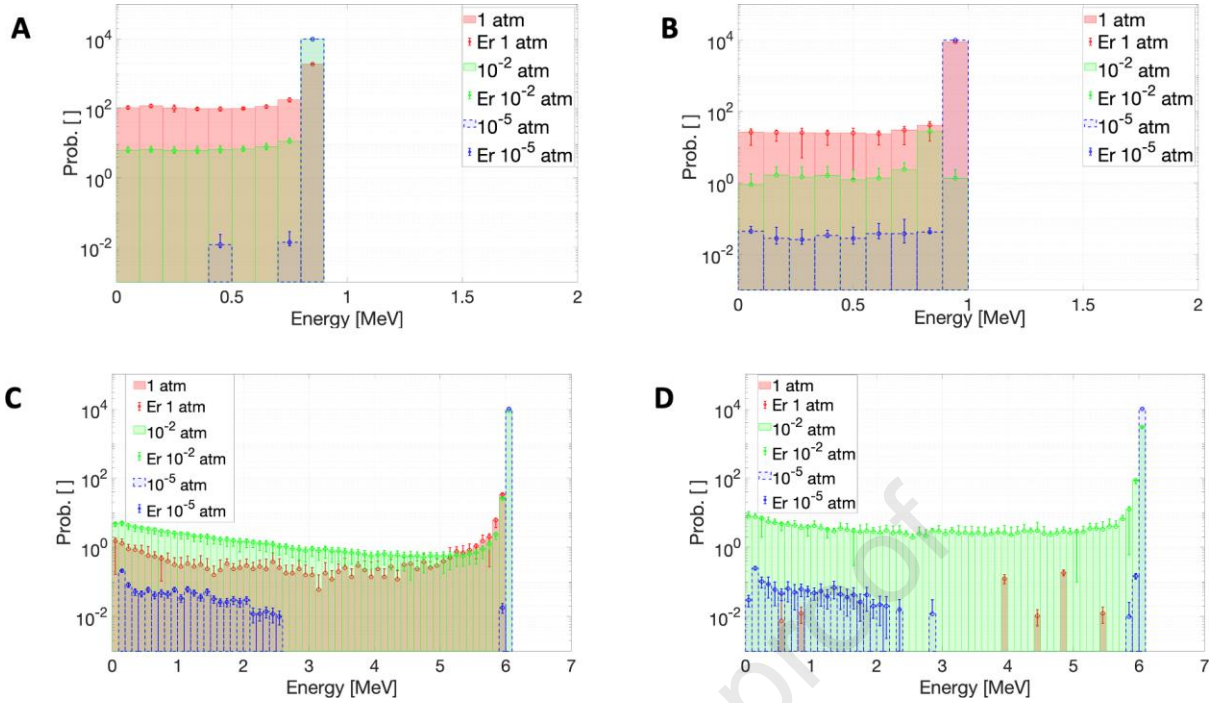 A
Prob. [ ]
10^4
10^2
10^0
10^-2
0
0.5
1
1.5
2
Energy [MeV]
1 atm
Er 1 atm
10^-2 atm
Er 10^-2 atm
10^-5 atm
Er 10^-5 atm
B
Prob. [ ]
10^4
10^2
10^0
10^-2
0
0.5
1
1.5
2
Energy [MeV]
1 atm
Er 1 atm
10^-2 atm
Er 10^-2 atm
10^-5 atm
Er 10^-5 atm
C
Prob. [ ]
10^4
10^2
10^0
10^-2
0
1
2
3
4
5
6
7
Energy [MeV]
1 atm
Er 1 atm
10^-2 atm
Er 10^-2 atm
10^-5 atm
Er 10^-5 atm
D
Prob. [ ]
10^4
10^2
10^0
10^-2
0
1
2
3
4
5
6
7
Energy [MeV]
1 atm
Er 1 atm
10^-2 atm
Er 10^-2 atm
10^-5 atm
Er 10^-5 atm
proof